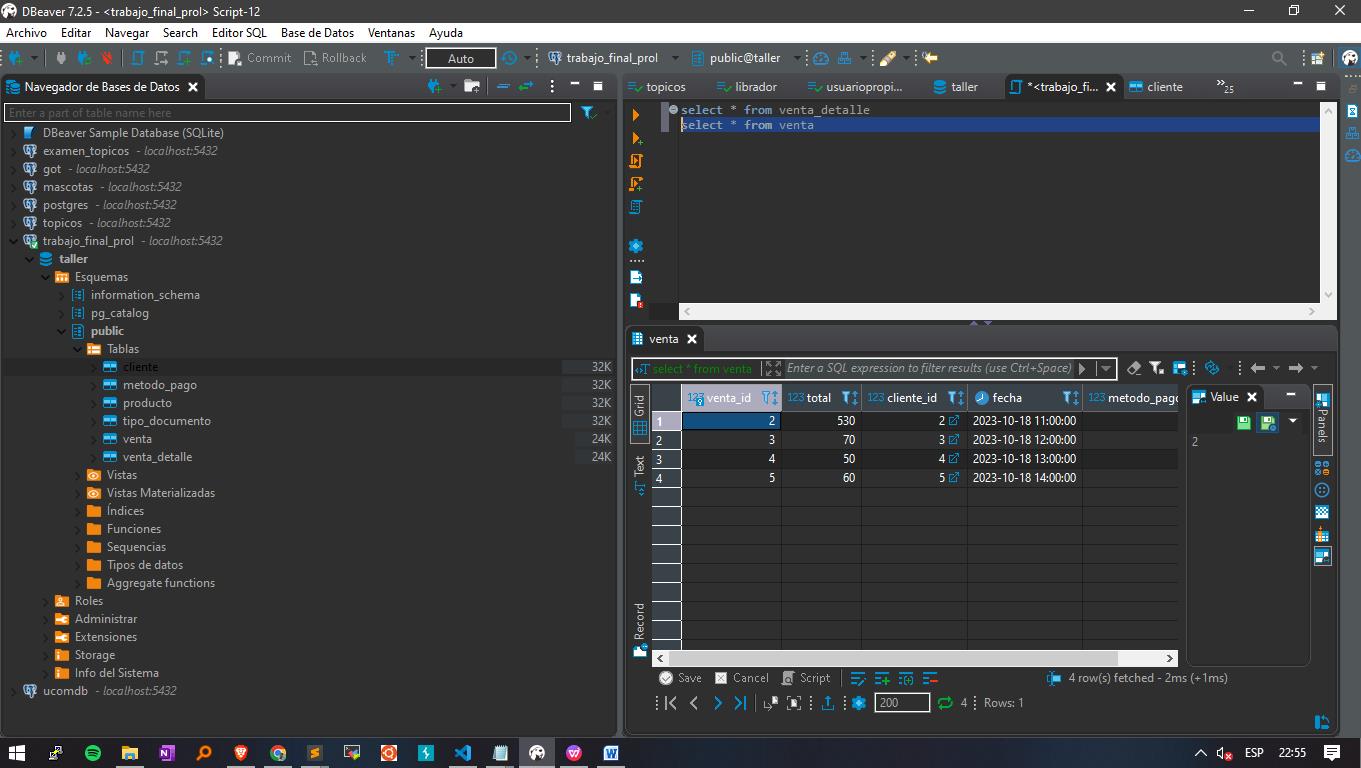 DBeaver 7.2.5 - <trabajo_final_prol> Script-12
Archivo Editar Navegar Search Editor SQL Base de Datos Ventanas Ayuda
Commit Rollback Auto trabajo_final_prol public@taller
Navegador de Bases de Datos
Enter a part of table name here
DBeaver Sample Database (SQLite)
examen_topicos - localhost:5432
got - localhost:5432
mascotas - localhost:5432
postgres - localhost:5432
topicos - localhost:5432
trabajo_final_prol - localhost:5432
taller
Esquemas
information_schema
pg_catalog
public
Tablas
cliente 32K
metodo_pago 32K
producto 32K
tipo_documento 32K
venta 24K
venta_detalle 24K
Vistas
Vistas Materializadas
Índices
Funciones
Sequencias
Tipos de datos
Aggregate functions
Roles
Administrar
Extensiones
Storage
Info del Sistema
ucomdb - localhost:5432
topicos librador usuariopropi... taller *<trabajo_fi... cliente »25
select * from venta_detalle
select * from venta
venta
select * from venta Enter a SQL expression to filter results (use Ctrl+Space)
Grid
Text
Record
123 venta_id 123 total 123 cliente_id fecha 123 metodo_pago
1 2 530 2 2023-10-18 11:00:00
2 3 70 3 2023-10-18 12:00:00
3 4 50 4 2023-10-18 13:00:00
4 5 60 5 2023-10-18 14:00:00
Value
2
Panels
Save Cancel Script 4 row(s) fetched - 2ms (+1ms)
200 4 Rows: 1
ESP 22:55